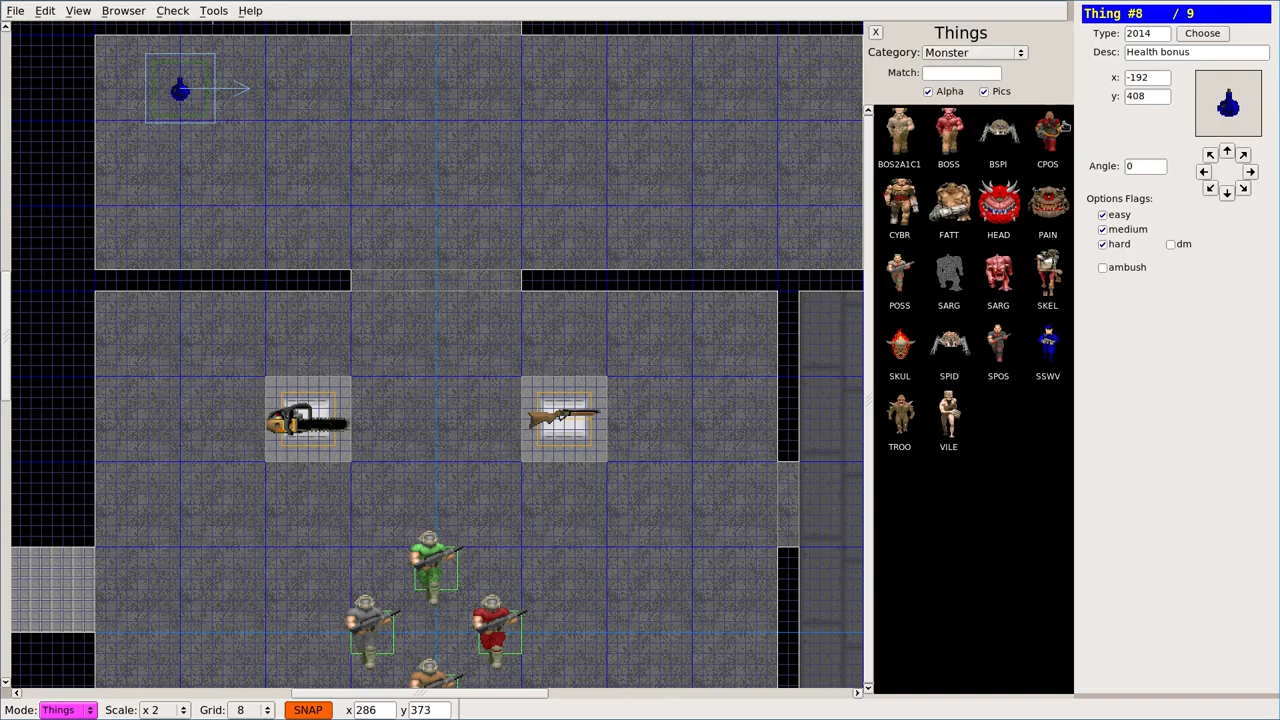 File Edit View Browser Check Tools Help
Thing #8 / 9
Type: 2014 Choose
Desc: Health bonus
x: -192
y: 408
Angle: 0
Options Flags:
easy
medium
hard dm
ambush
X Things
Category: Monster
Match:
Alpha Pics
BOS2A1C1 BOSS BSPI CPOS
CYBR FATT HEAD PAIN
POSS SARG SARG SKEL
SKUL SPID SPOS SSWV
TROO VILE
Mode: Things Scale: x 2 Grid: 8 SNAP x 286 y 373